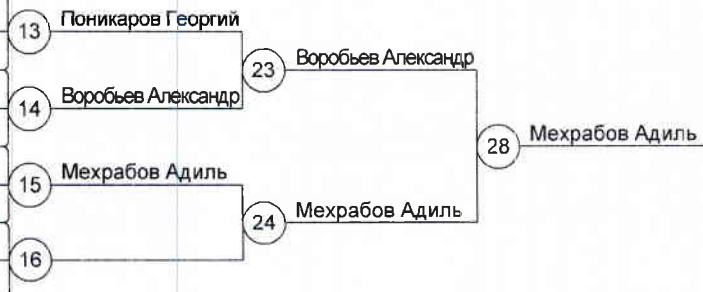 13 Поникаров Георгий
23 Воробьев Александр
14 Воробьев Александр
28 Мехрабов Адиль
15 Мехрабов Адиль
24 Мехрабов Адиль
16